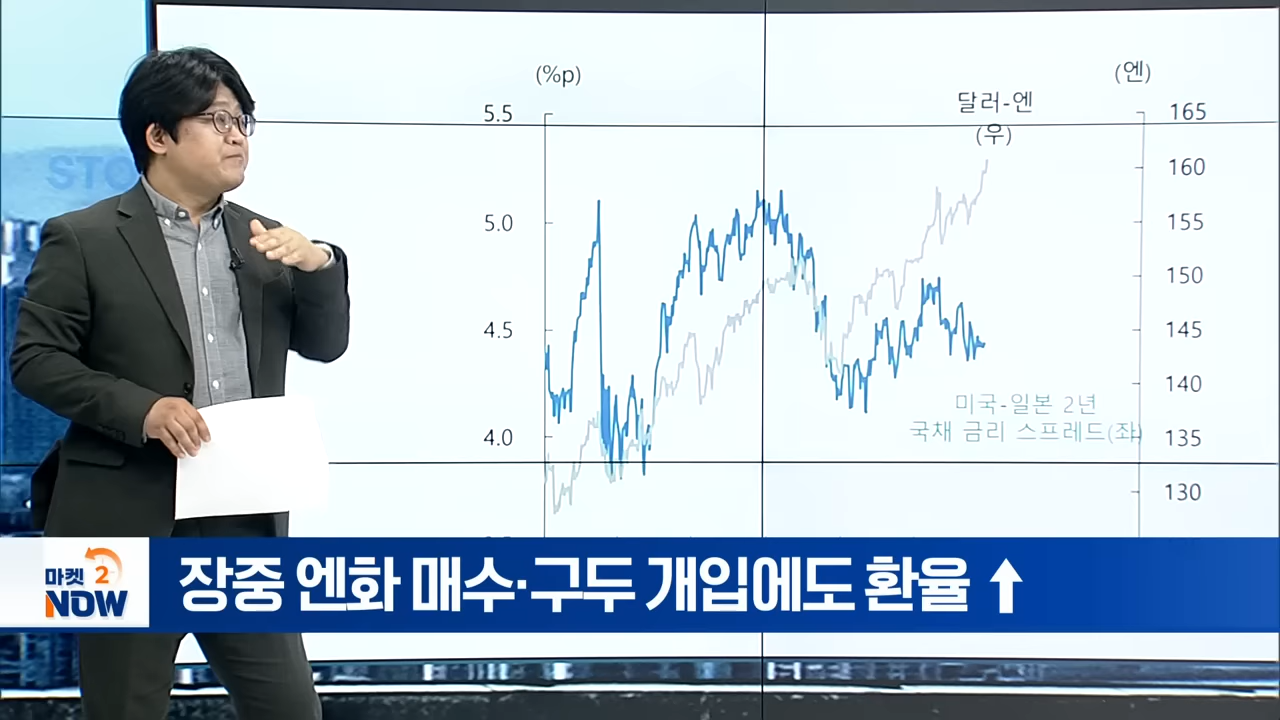 (%p)
(엔)
달러-엔
(우)
5.5
5.0
4.5
4.0
165
160
155
150
145
140
135
130
미국-일본 2년
국채 금리 스프레드(좌)
STO
마켓 2
NOW
장중 엔화 매수·구두 개입에도 환율 ↑